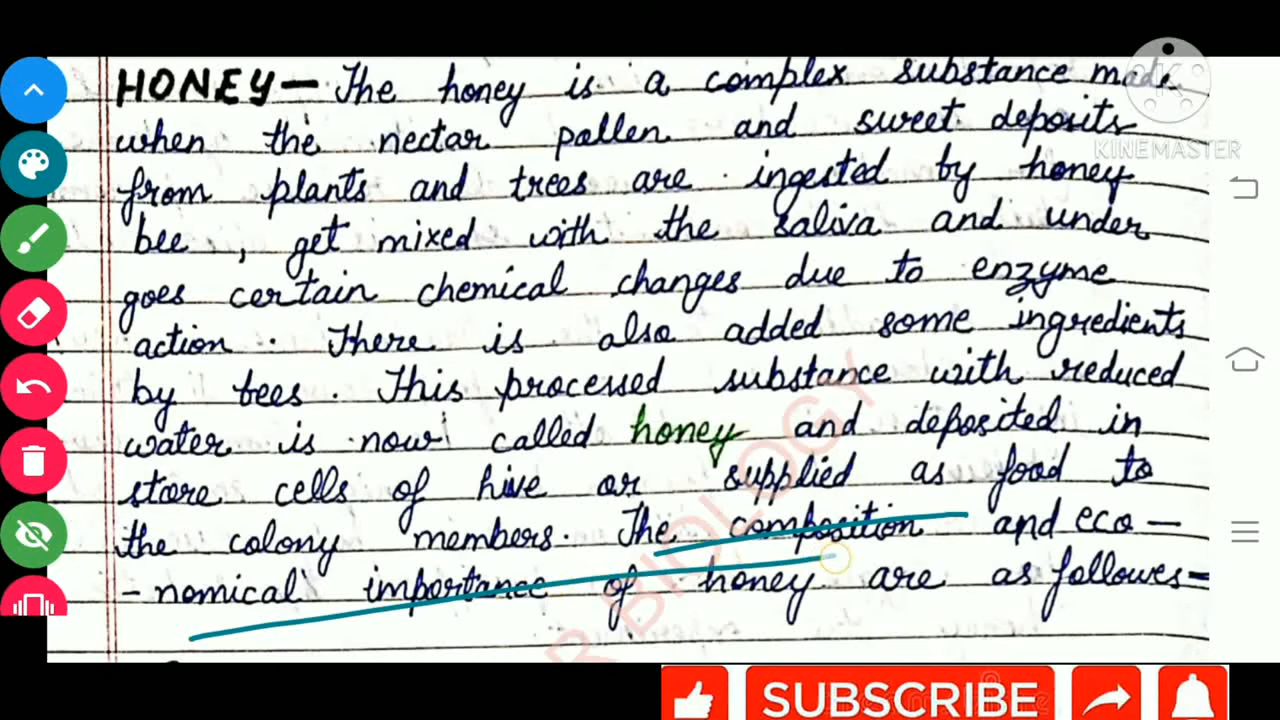 HONEY— The honey is a complex substance made
when the nectar pollen and sweet deposits
from plants and trees are ingested by honey
bee, get mixed with the saliva and under
goes certain chemical changes due to enzyme
action. There is also added some ingredients
by bees. This processed substance with reduced
water is now called honey and deposited in
store cells of hive or supplied as food to
the colony members. The composition and eco—
-nomical importance of honey are as followes=
KINEMASTER
R BIOLOGY
SUBSCRIBE